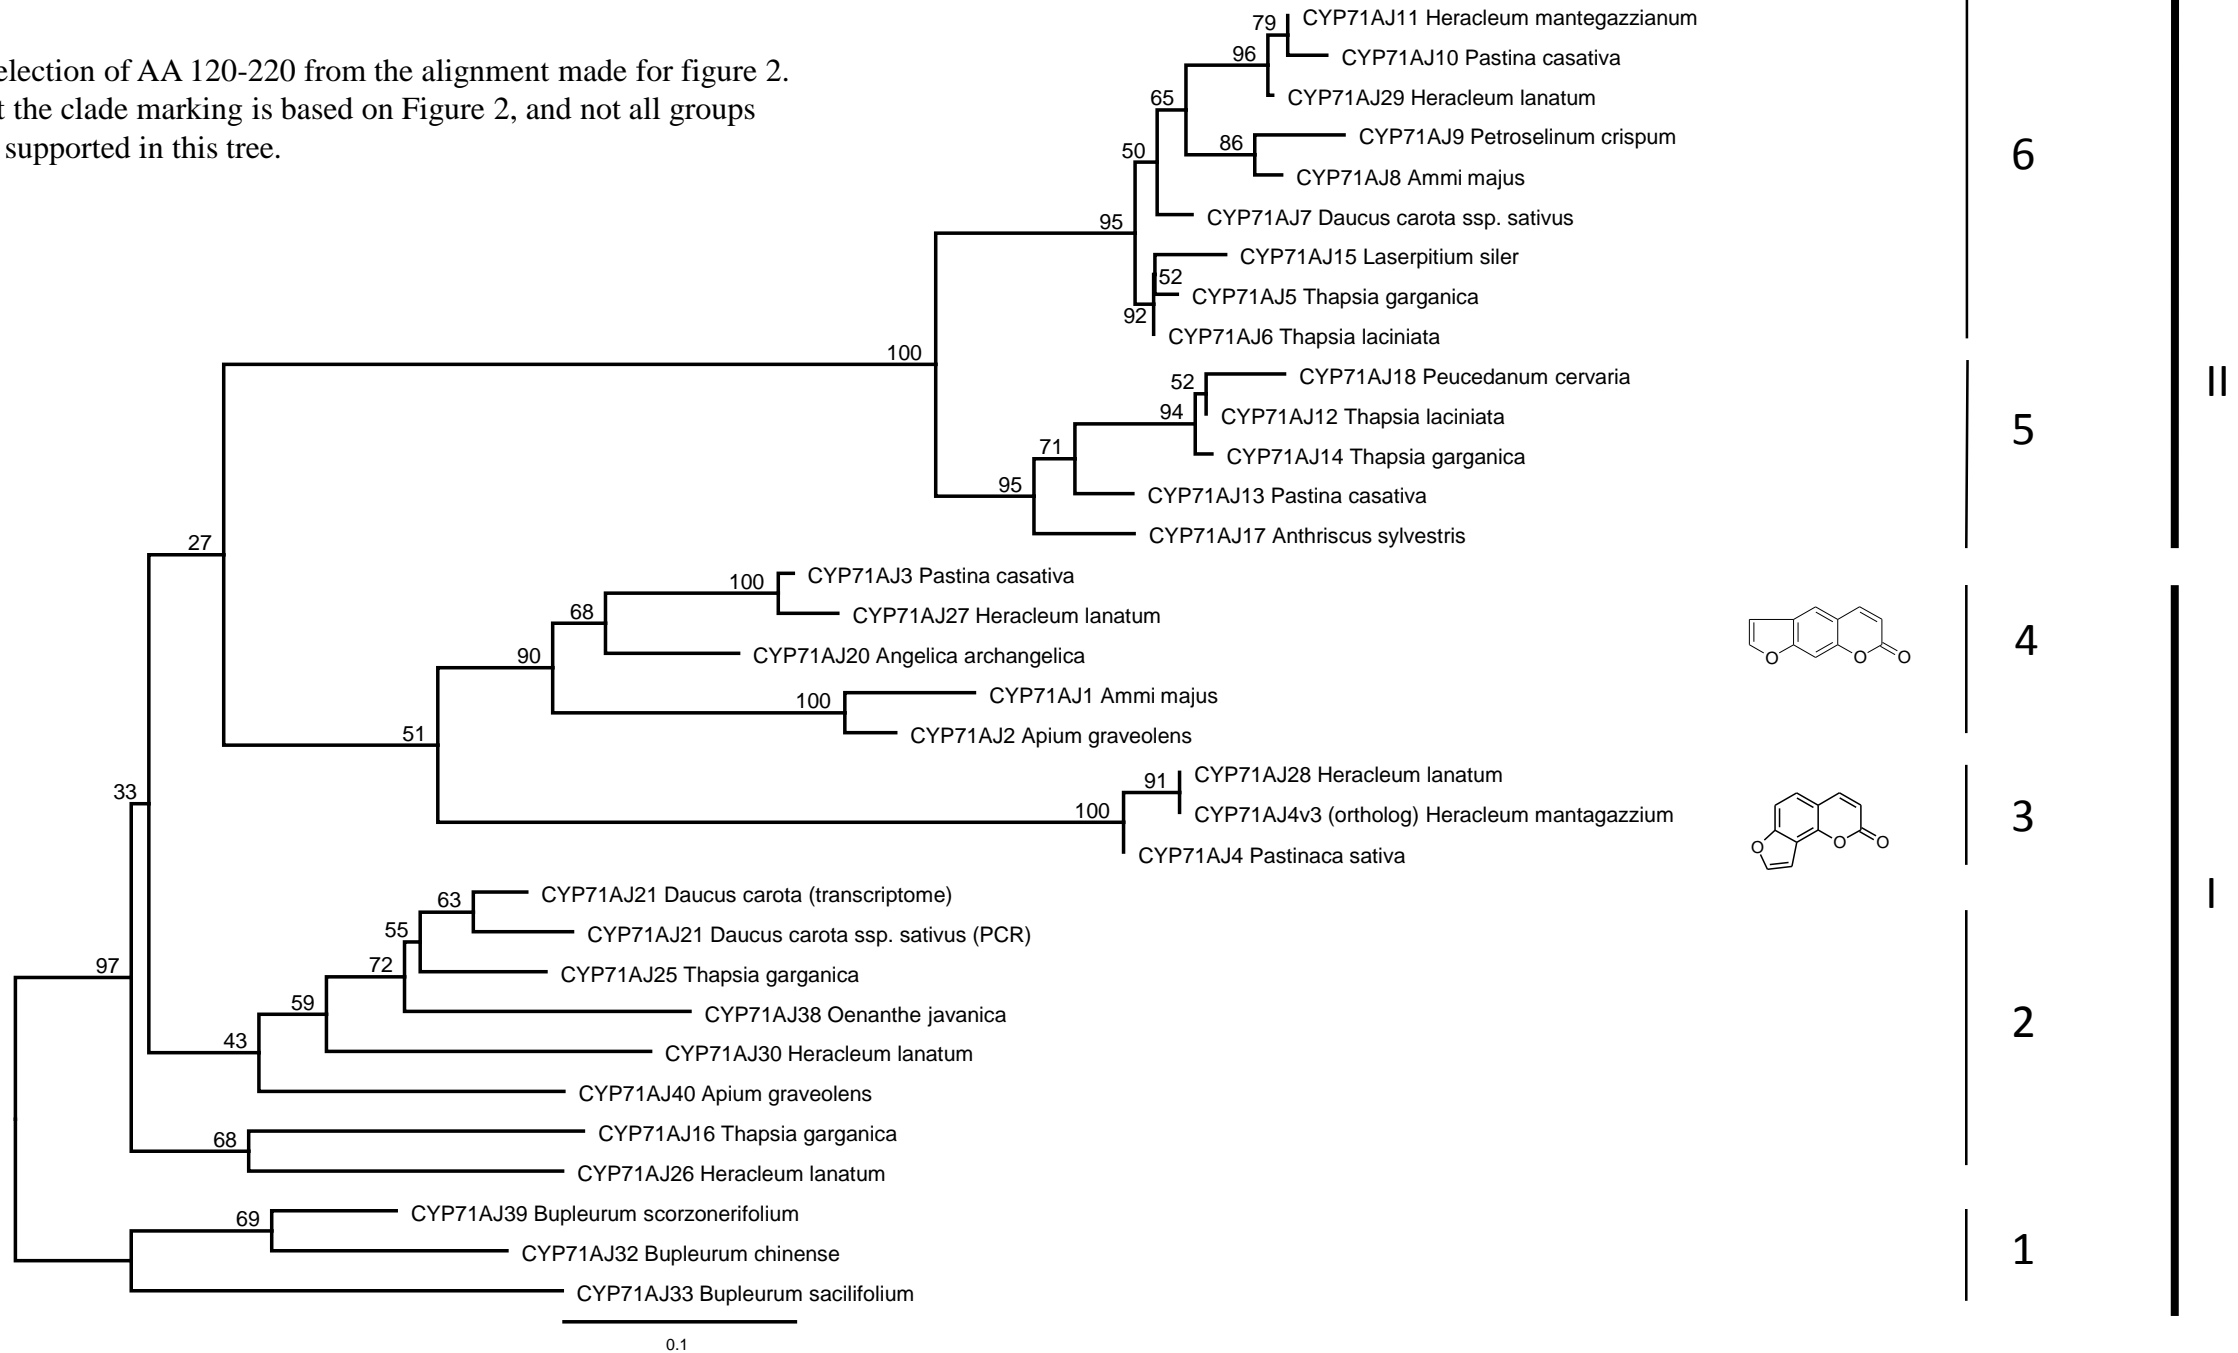 election of AA 120-220 from the alignment made for figure 2.
t the clade marking is based on Figure 2, and not all groups
supported in this tree.
79 CYP71AJ11 Heracleum mantegazzianum
CYP71AJ10 Pastina casativa
96
CYP71AJ29 Heracleum lanatum
65
CYP71AJ9 Petroselinum crispum
86
CYP71AJ8 Ammi majus
50
CYP71AJ7 Daucus carota ssp. sativus
95
CYP71AJ15 Laserpitium siler
52
CYP71AJ5 Thapsia garganica
92
CYP71AJ6 Thapsia laciniata
6
100
CYP71AJ18 Peucedanum cervaria
52
CYP71AJ12 Thapsia laciniata
94
CYP71AJ14 Thapsia garganica
71
CYP71AJ13 Pastina casativa
95
CYP71AJ17 Anthriscus sylvestris
5
II
27
CYP71AJ3 Pastina casativa
100
CYP71AJ27 Heracleum lanatum
68
CYP71AJ20 Angelica archangelica
90
CYP71AJ1 Ammi majus
100
CYP71AJ2 Apium graveolens
51
O O O
4
CYP71AJ28 Heracleum lanatum
91
CYP71AJ4v3 (ortholog) Heracleum mantagazzium
100
CYP71AJ4 Pastinaca sativa
O O O
3
33
CYP71AJ21 Daucus carota (transcriptome)
63
CYP71AJ21 Daucus carota ssp. sativus (PCR)
55
CYP71AJ25 Thapsia garganica
72
CYP71AJ38 Oenanthe javanica
59
CYP71AJ30 Heracleum lanatum
43
CYP71AJ40 Apium graveolens
97
CYP71AJ16 Thapsia garganica
68
CYP71AJ26 Heracleum lanatum
2
I
CYP71AJ39 Bupleurum scorzonerifolium
69
CYP71AJ32 Bupleurum chinense
CYP71AJ33 Bupleurum sacilifolium
1
0.1